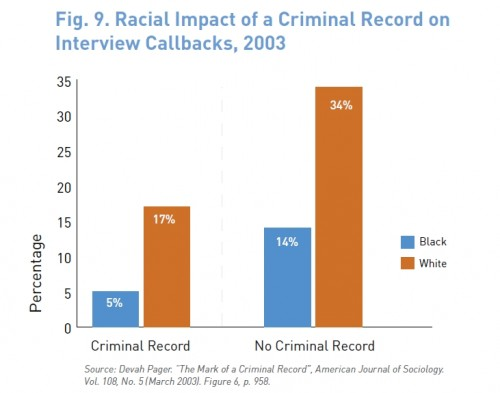 Fig. 9. Racial Impact of a Criminal Record on
Interview Callbacks, 2003
Percentage
35
30
25
20
15
10
5
0
5%
17%
14%
34%
Black
White
Criminal Record
No Criminal Record
Source: Devah Pager. "The Mark of a Criminal Record", American Journal of Sociology.
Vol. 108, No. 5 (March 2003). Figure 6, p. 958.